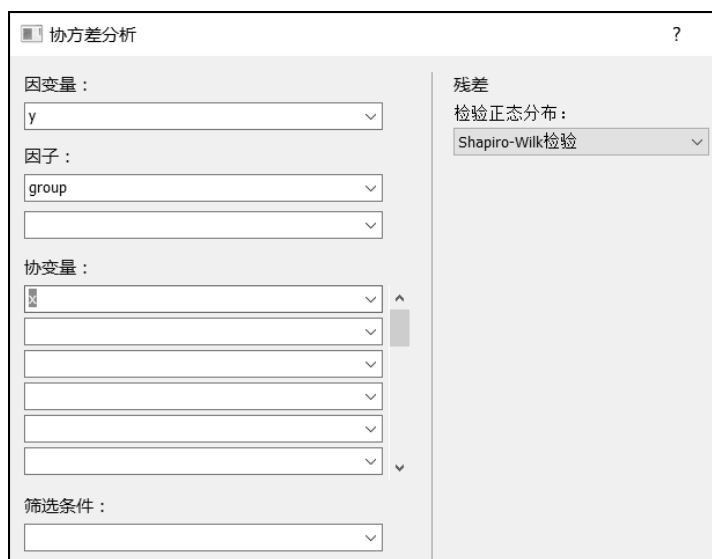 协方差分析
?
因变量：
y
因子：
group
协变量：
x
筛选条件：
残差
检验正态分布：
Shapiro-Wilk检验